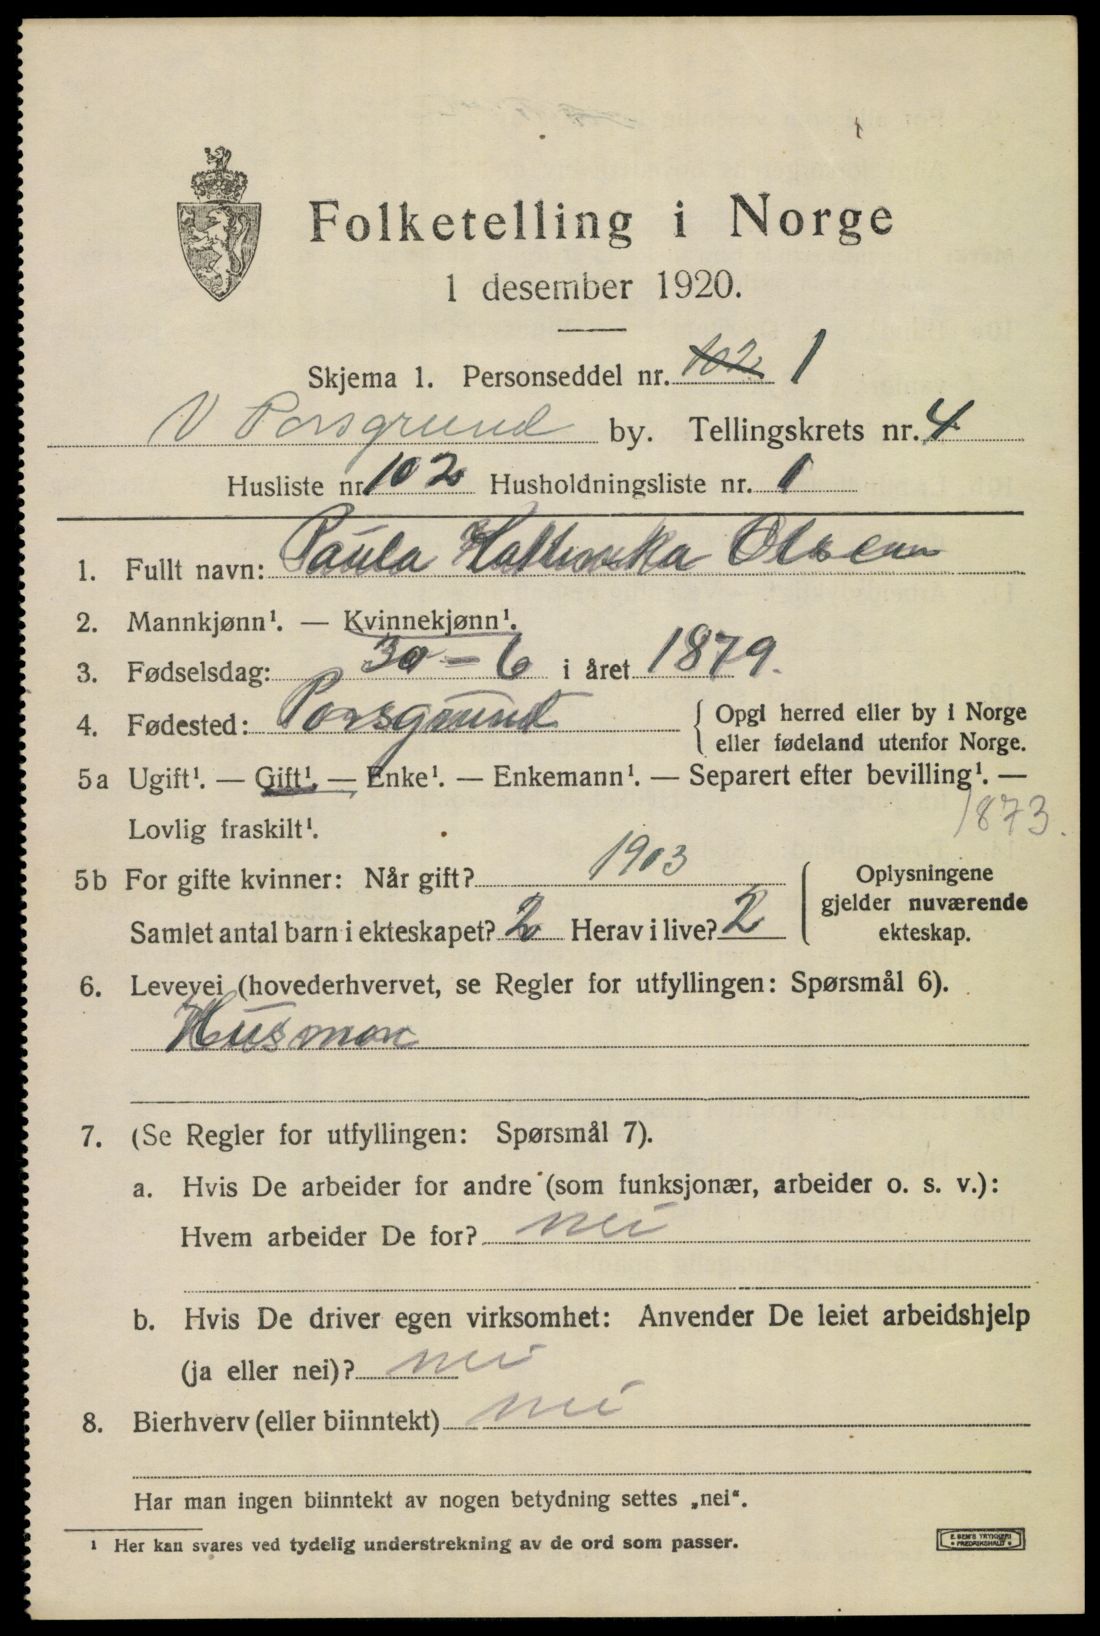 Folketelling i Norge
1 desember 1920.
Skjema 1. Personseddel nr. 102 1
V Porsgrund by. Tellingskrets nr. 4
Husliste nr. 102 Husholdningsliste nr. 1
1. Fullt navn: Paula Olsen
2. Mannkjønn¹. — Kvinnekjønn¹.
3. Fødselsdag: 30 - 6 i året 1879.
4. Fødested: Porsgrund { Opgi herred eller by i Norge
eller fødeland utenfor Norge.
5a Ugift¹. — Gift¹. — Enke¹. — Enkemann¹. — Separert efter bevilling¹. —
Lovlig fraskilt¹. 1873.
5b For gifte kvinner: Når gift? 1903 { Oplysningene
gjelder nuværende
Samlet antal barn i ekteskapet? 2 Herav i live? 2 ekteskap.
6. Levevei (hovederhvervet, se Regler for utfyllingen: Spørsmål 6).
Husmor
7. (Se Regler for utfyllingen: Spørsmål 7).
a. Hvis De arbeider for andre (som funksjonær, arbeider o. s. v.):
Hvem arbeider De for? nei
b. Hvis De driver egen virksomhet: Anvender De leiet arbeidshjelp
(ja eller nei)? nei
8. Bierhverv (eller biinntekt) nei
Har man ingen biinntekt av nogen betydning settes „nei“.
¹ Her kan svares ved tydelig understrekning av de ord som passer.
E. SEM'S TRYKKERI
FREDRIKSHALD